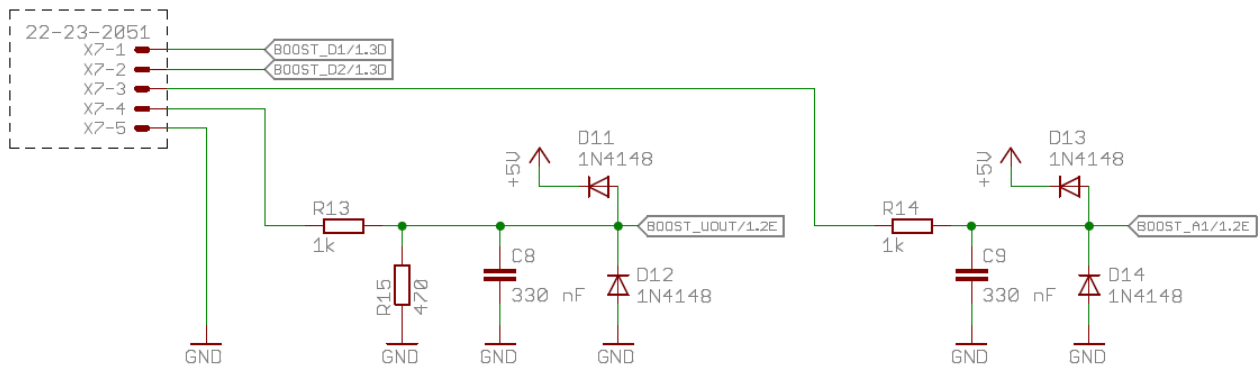 22-23-2051
X7-1
BOOST_D1/1.3D
X7-2
BOOST_D2/1.3D
X7-3
X7-4
X7-5
D11
1N4148
+5V
D13
1N4148
+5V
R13
1k
BOOST_UOUT/1.2E
R14
1k
BOOST_A1/1.2E
R15
470
C8
330 nF
D12
1N4148
C9
330 nF
D14
1N4148
GND
GND
GND
GND
GND
GND